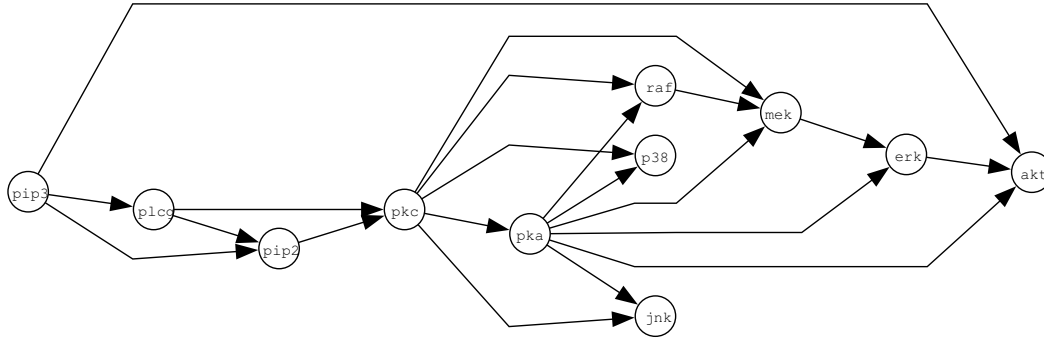 pip3
plcg
pip2
pkc
pka
raf
p38
jnk
mek
erk
akt